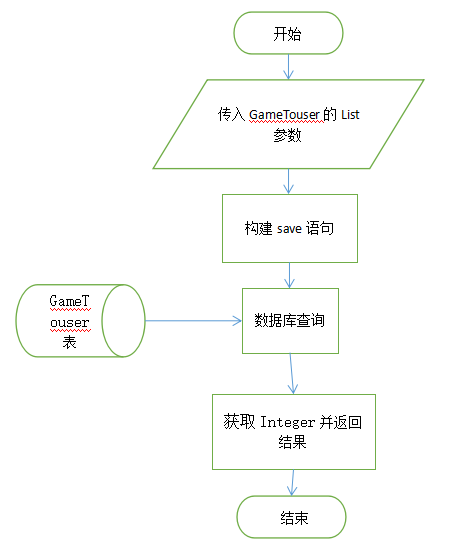 开始
传入 GameTouser 的 List
参数
构建 save 语句
GameT
ouser
表
数据库查询
获取 Integer 并返回
结果
结束